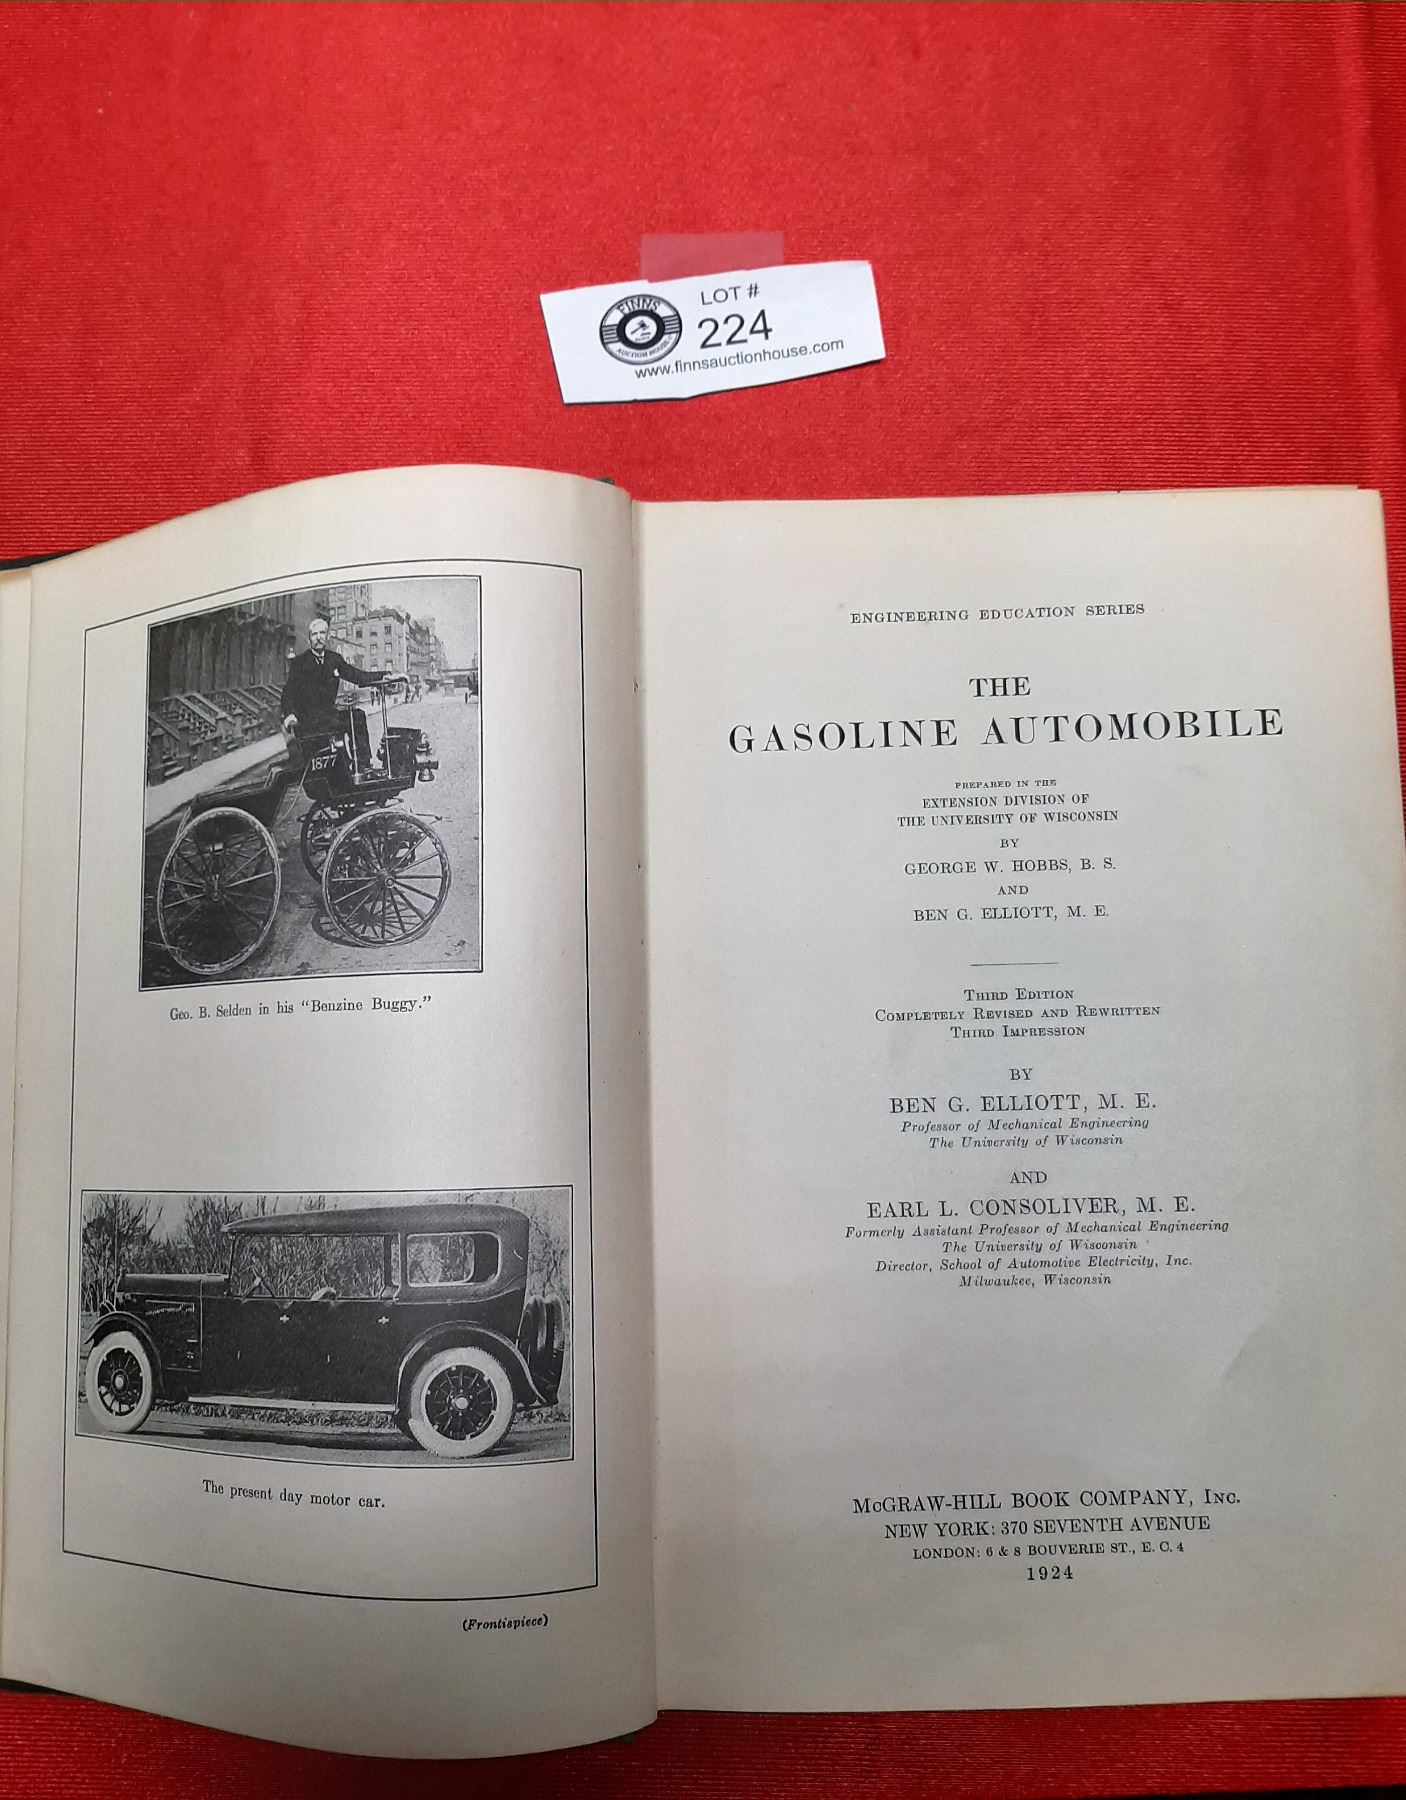 LOT #
FINNS
AUCTION HOUSE
224
www.finnsauctionhouse.com
1877
Geo. B. Selden in his "Benzine Buggy."
The present day motor car.
(Frontispiece)
ENGINEERING EDUCATION SERIES
THE
GASOLINE AUTOMOBILE
PREPARED IN THE
EXTENSION DIVISION OF
THE UNIVERSITY OF WISCONSIN
BY
GEORGE W. HOBBS, B. S.
AND
BEN G. ELLIOTT, M. E.
THIRD EDITION
COMPLETELY REVISED AND REWRITTEN
THIRD IMPRESSION
BY
BEN G. ELLIOTT, M. E.
Professor of Mechanical Engineering
The University of Wisconsin
AND
EARL L. CONSOLIVER, M. E.
Formerly Assistant Professor of Mechanical Engineering
The University of Wisconsin
Director, School of Automotive Electricity, Inc.
Milwaukee, Wisconsin
McGRAW-HILL BOOK COMPANY, INC.
NEW YORK: 370 SEVENTH AVENUE
LONDON: 6 & 8 BOUVERIE ST., E. C. 4
1924